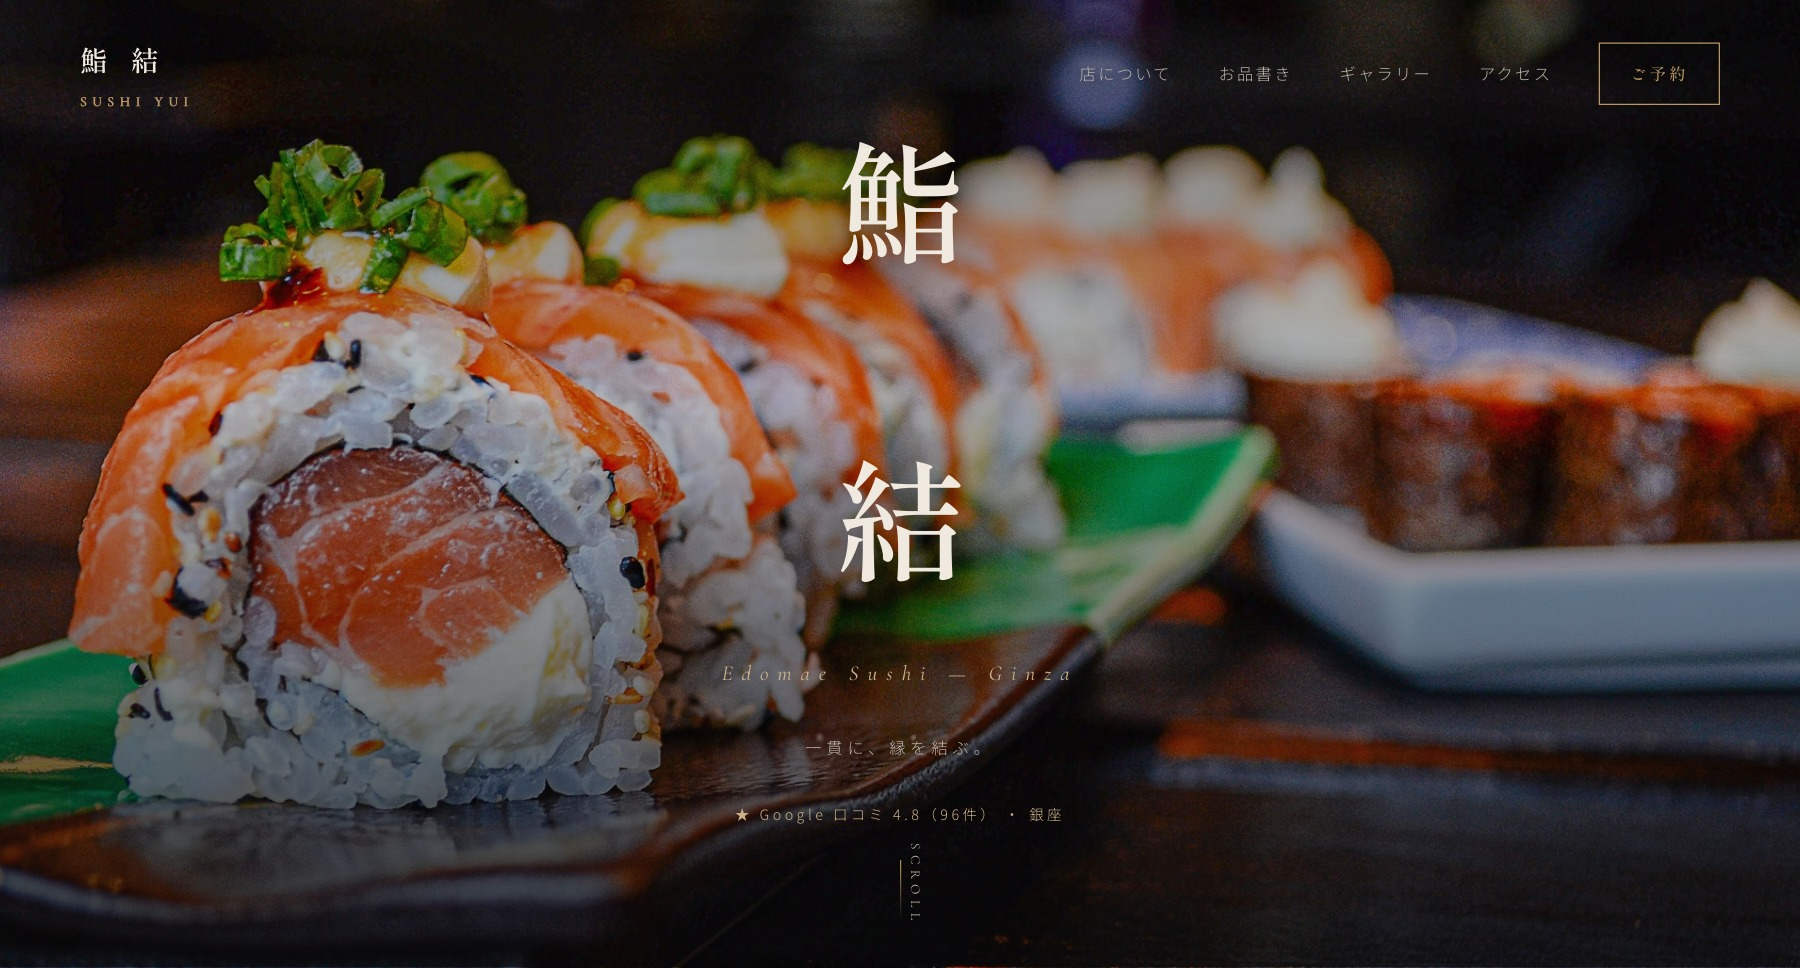 鮨 結
SUSHI YUI
店について
お品書き
ギャラリー
アクセス
ご予約
鮨
結
Edomae Sushi — Ginza
一貫に、縁を結ぶ。
★ Google 口コミ 4.8（96件） ・ 銀座
SCROLL